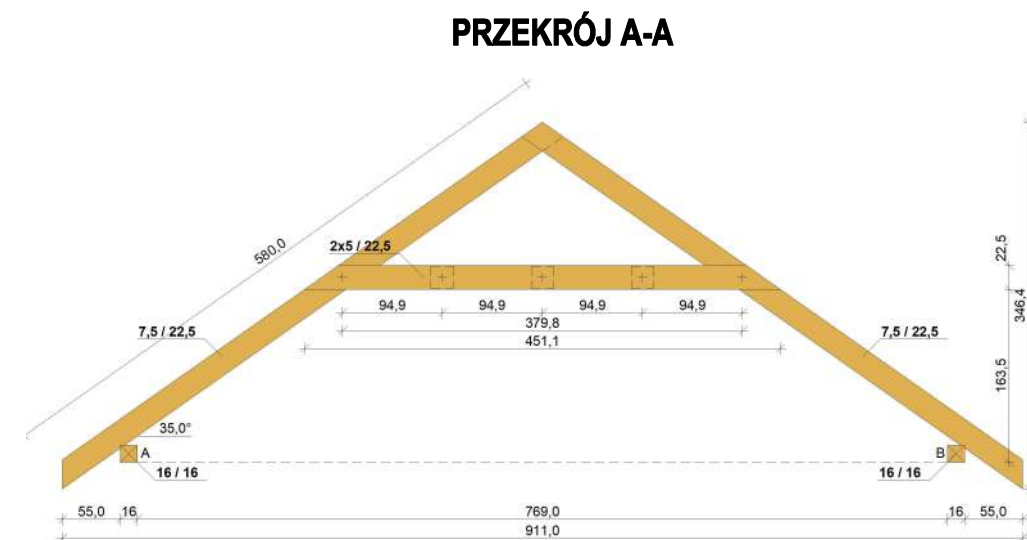 PRZEKRÓJ A-A
580,0
2x5 / 22,5
22,5
94,9 94,9 94,9 94,9
346,4
379,8
7,5 / 22,5 7,5 / 22,5
451,1
163,5
35,0°
A B
16 / 16 16 / 16
55,0 16 769,0 16 55,0
911,0